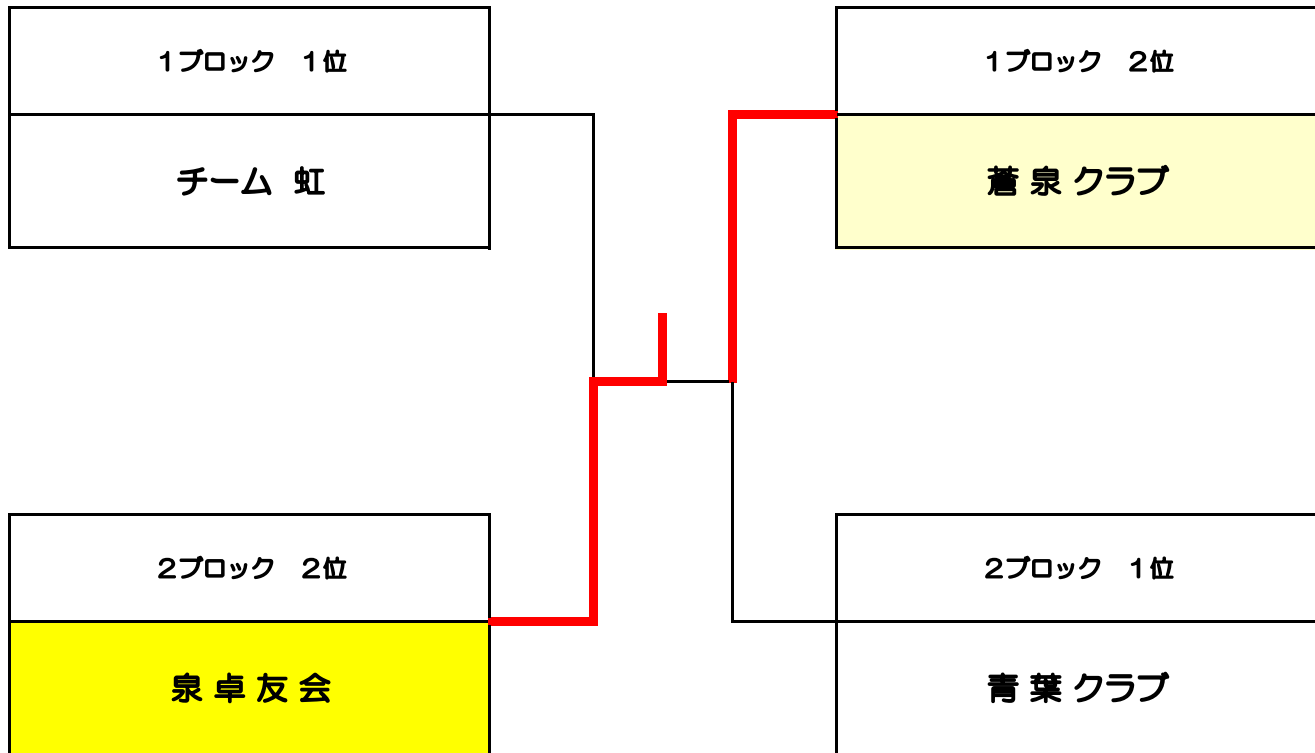 １ブロック　１位
チーム 虹
１ブロック　２位
蒼 泉 クラブ
２ブロック　２位
泉 卓 友 会
２ブロック　１位
青 葉 クラブ